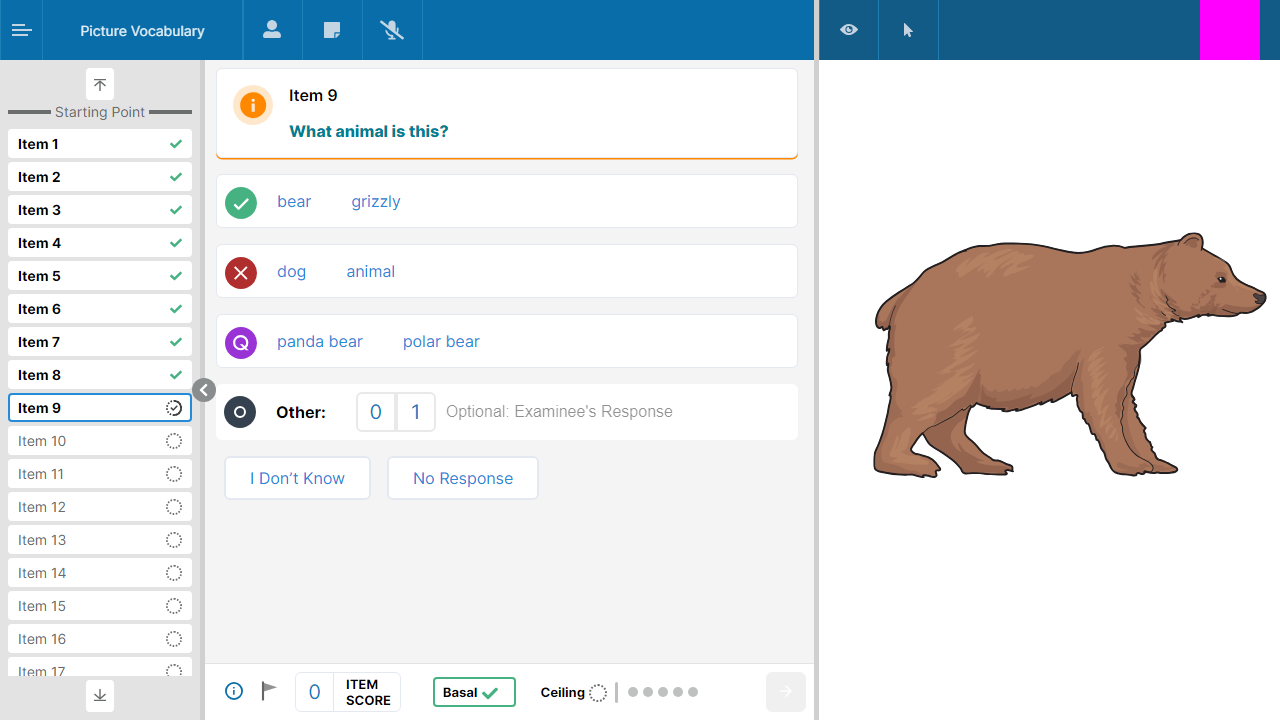 Picture Vocabulary
Starting Point
Item 1
Item 2
Item 3
Item 4
Item 5
Item 6
Item 7
Item 8
Item 9
Item 10
Item 11
Item 12
Item 13
Item 14
Item 15
Item 16
Item 17
Item 9
What animal is this?
bear grizzly
dog animal
Q panda bear polar bear
O Other: 0 1 Optional: Examinee's Response
I Don't Know No Response
0 ITEM SCORE
Basal
Ceiling